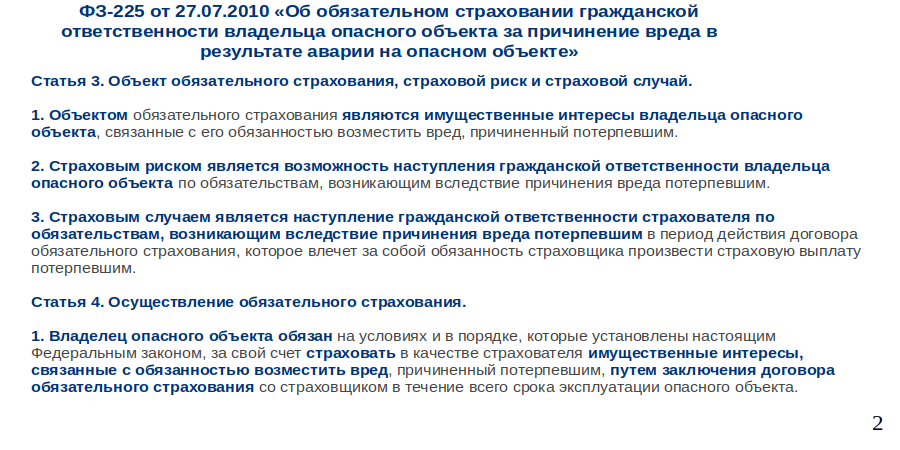 ФЗ-225 от 27.07.2010 «Об обязательном страховании гражданской
ответственности владельца опасного объекта за причинение вреда в
результате аварии на опасном объекте»
Статья 3. Объект обязательного страхования, страховой риск и страховой случай.
1. Объектом обязательного страхования являются имущественные интересы владельца опасного
объекта, связанные с его обязанностью возместить вред, причиненный потерпевшим.
2. Страховым риском является возможность наступления гражданской ответственности владельца
опасного объекта по обязательствам, возникающим вследствие причинения вреда потерпевшим.
3. Страховым случаем является наступление гражданской ответственности страхователя по
обязательствам, возникающим вследствие причинения вреда потерпевшим в период действия договора
обязательного страхования, которое влечет за собой обязанность страховщика произвести страховую выплату
потерпевшим.
Статья 4. Осуществление обязательного страхования.
1. Владелец опасного объекта обязан на условиях и в порядке, которые установлены настоящим
Федеральным законом, за свой счет страховать в качестве страхователя имущественные интересы,
связанные с обязанностью возместить вред, причиненный потерпевшим, путем заключения договора
обязательного страхования со страховщиком в течение всего срока эксплуатации опасного объекта.
2